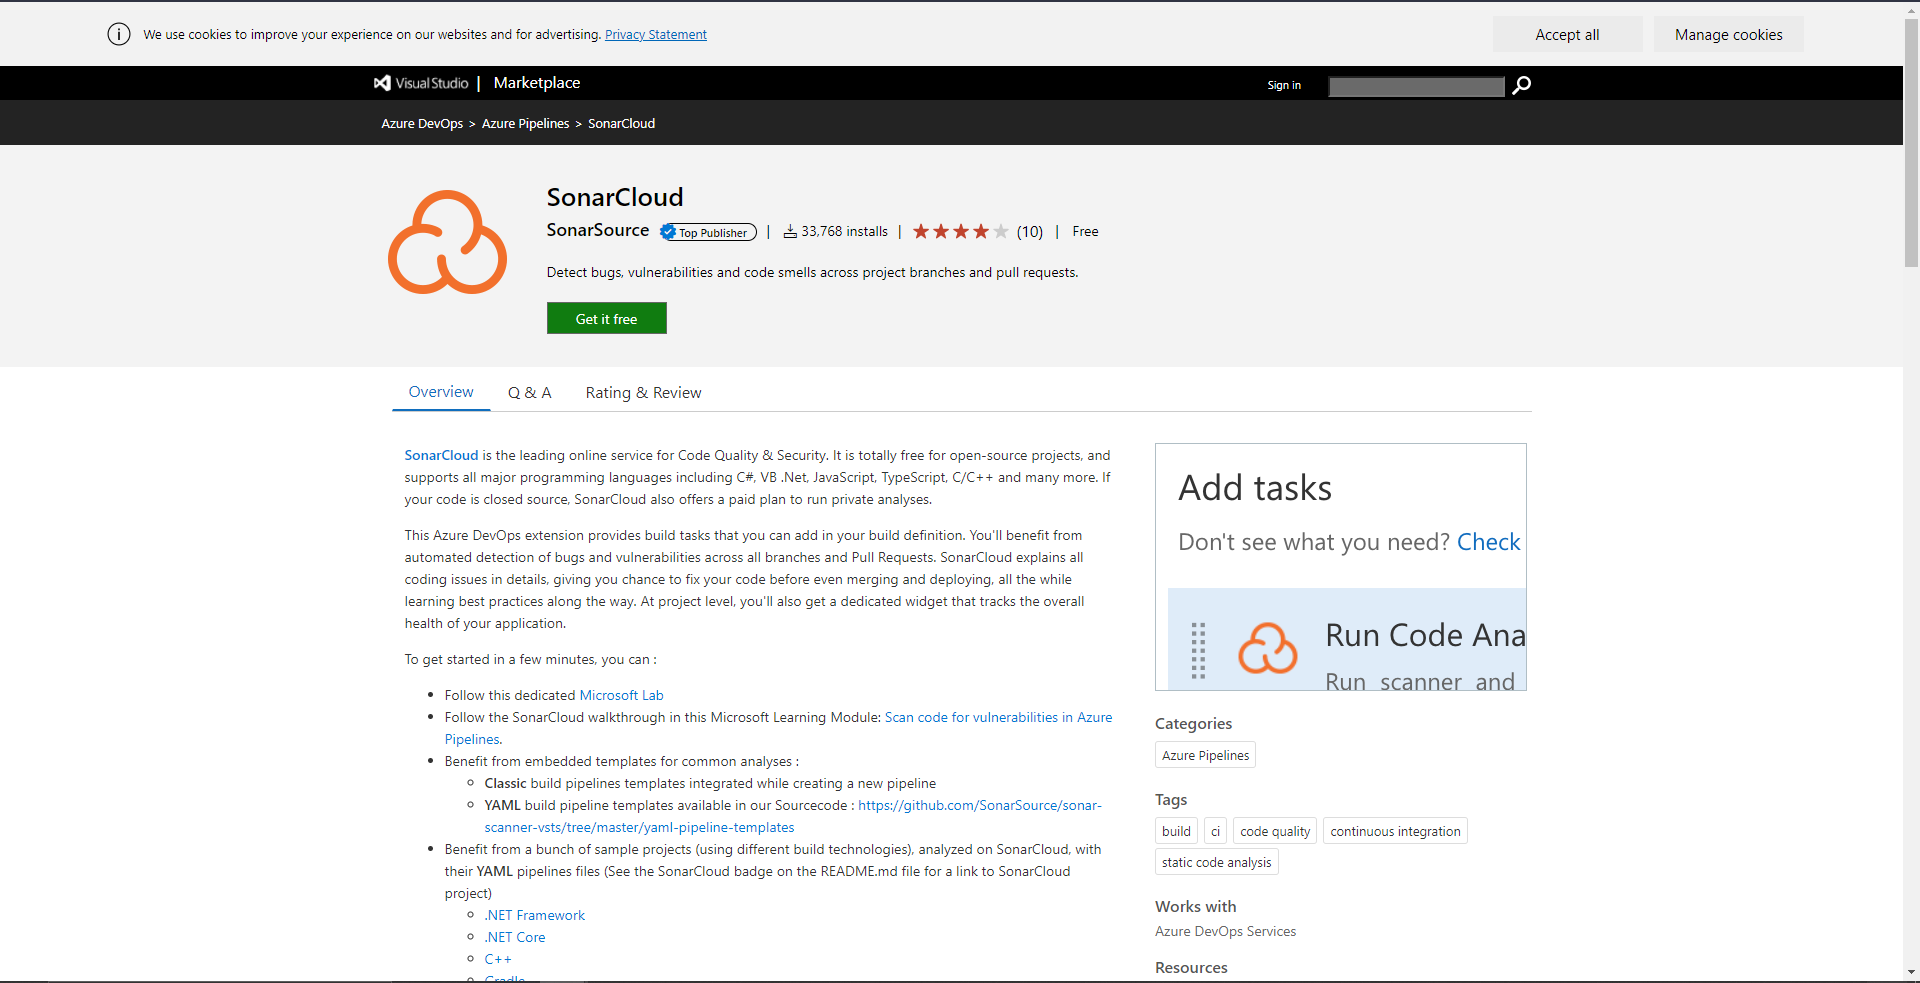 We use cookies to improve your experience on our websites and for advertising. Privacy Statement
Accept all
Manage cookies
Visual Studio | Marketplace
Sign in
Azure DevOps > Azure Pipelines > SonarCloud
SonarCloud
SonarSource Top Publisher | 33,768 installs | (10) | Free
Detect bugs, vulnerabilities and code smells across project branches and pull requests.
Get it free
Overview
Q & A
Rating & Review
SonarCloud is the leading online service for Code Quality & Security. It is totally free for open-source projects, and
supports all major programming languages including C#, VB .Net, JavaScript, TypeScript, C/C++ and many more. If
your code is closed source, SonarCloud also offers a paid plan to run private analyses.
This Azure DevOps extension provides build tasks that you can add in your build definition. You'll benefit from
automated detection of bugs and vulnerabilities across all branches and Pull Requests. SonarCloud explains all
coding issues in details, giving you chance to fix your code before even merging and deploying, all the while
learning best practices along the way. At project level, you'll also get a dedicated widget that tracks the overall
health of your application.
To get started in a few minutes, you can :
Follow this dedicated Microsoft Lab
Follow the SonarCloud walkthrough in this Microsoft Learning Module: Scan code for vulnerabilities in Azure
Pipelines.
Benefit from embedded templates for common analyses :
Classic build pipelines templates integrated while creating a new pipeline
YAML build pipeline templates available in our Sourcecode : https://github.com/SonarSource/sonar-
scanner-vsts/tree/master/yaml-pipeline-templates
Benefit from a bunch of sample projects (using different build technologies), analyzed on SonarCloud, with
their YAML pipelines files (See the SonarCloud badge on the README.md file for a link to SonarCloud
project)
.NET Framework
.NET Core
C++
Gradle
Add tasks
Don't see what you need? Check
Run Code Ana
Run scanner and
Categories
Azure Pipelines
Tags
build
ci
code quality
continuous integration
static code analysis
Works with
Azure DevOps Services
Resources